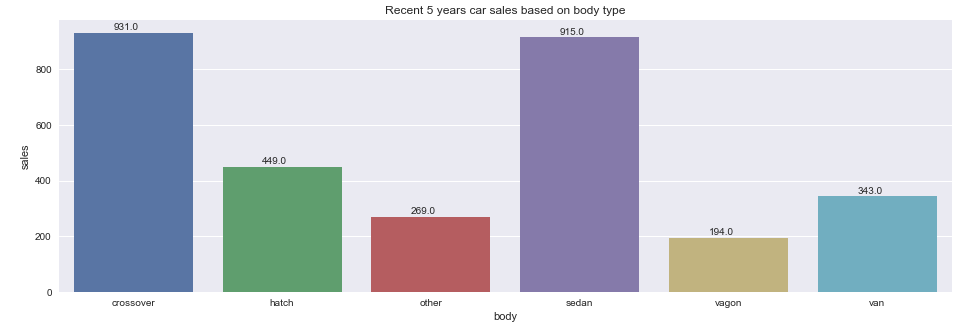 Recent 5 years car sales based on body type
931.0
449.0
269.0
915.0
194.0
343.0
sales
800
600
400
200
0
crossover
hatch
other
sedan
vagon
van
body